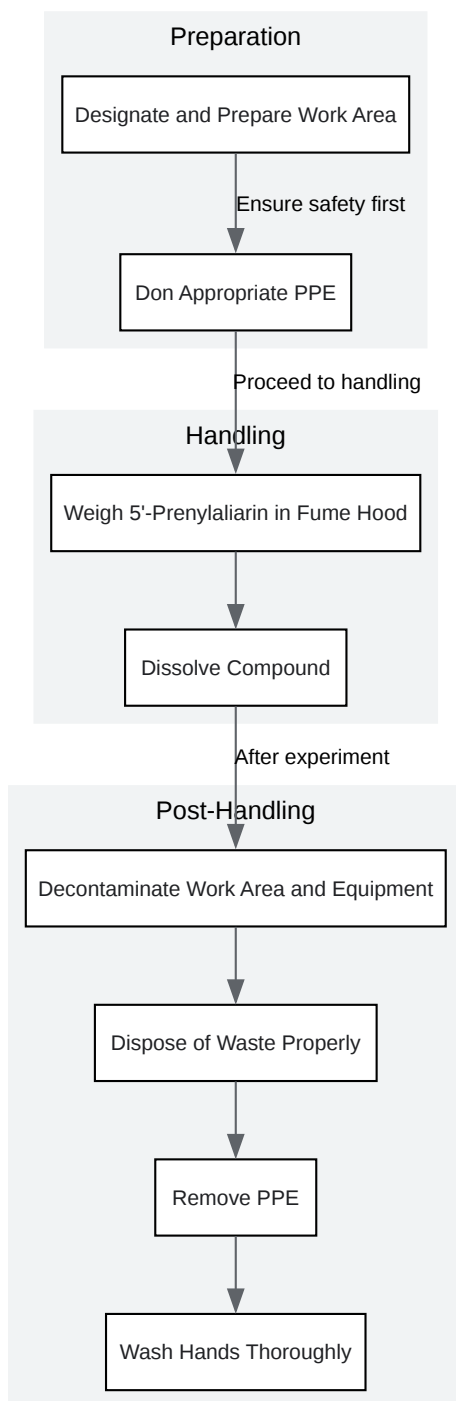 Preparation
Designate and Prepare Work Area
Ensure safety first
Don Appropriate PPE
Proceed to handling
Handling
Weigh 5'-Prenylaliarin in Fume Hood
Dissolve Compound
After experiment
Post-Handling
Decontaminate Work Area and Equipment
Dispose of Waste Properly
Remove PPE
Wash Hands Thoroughly